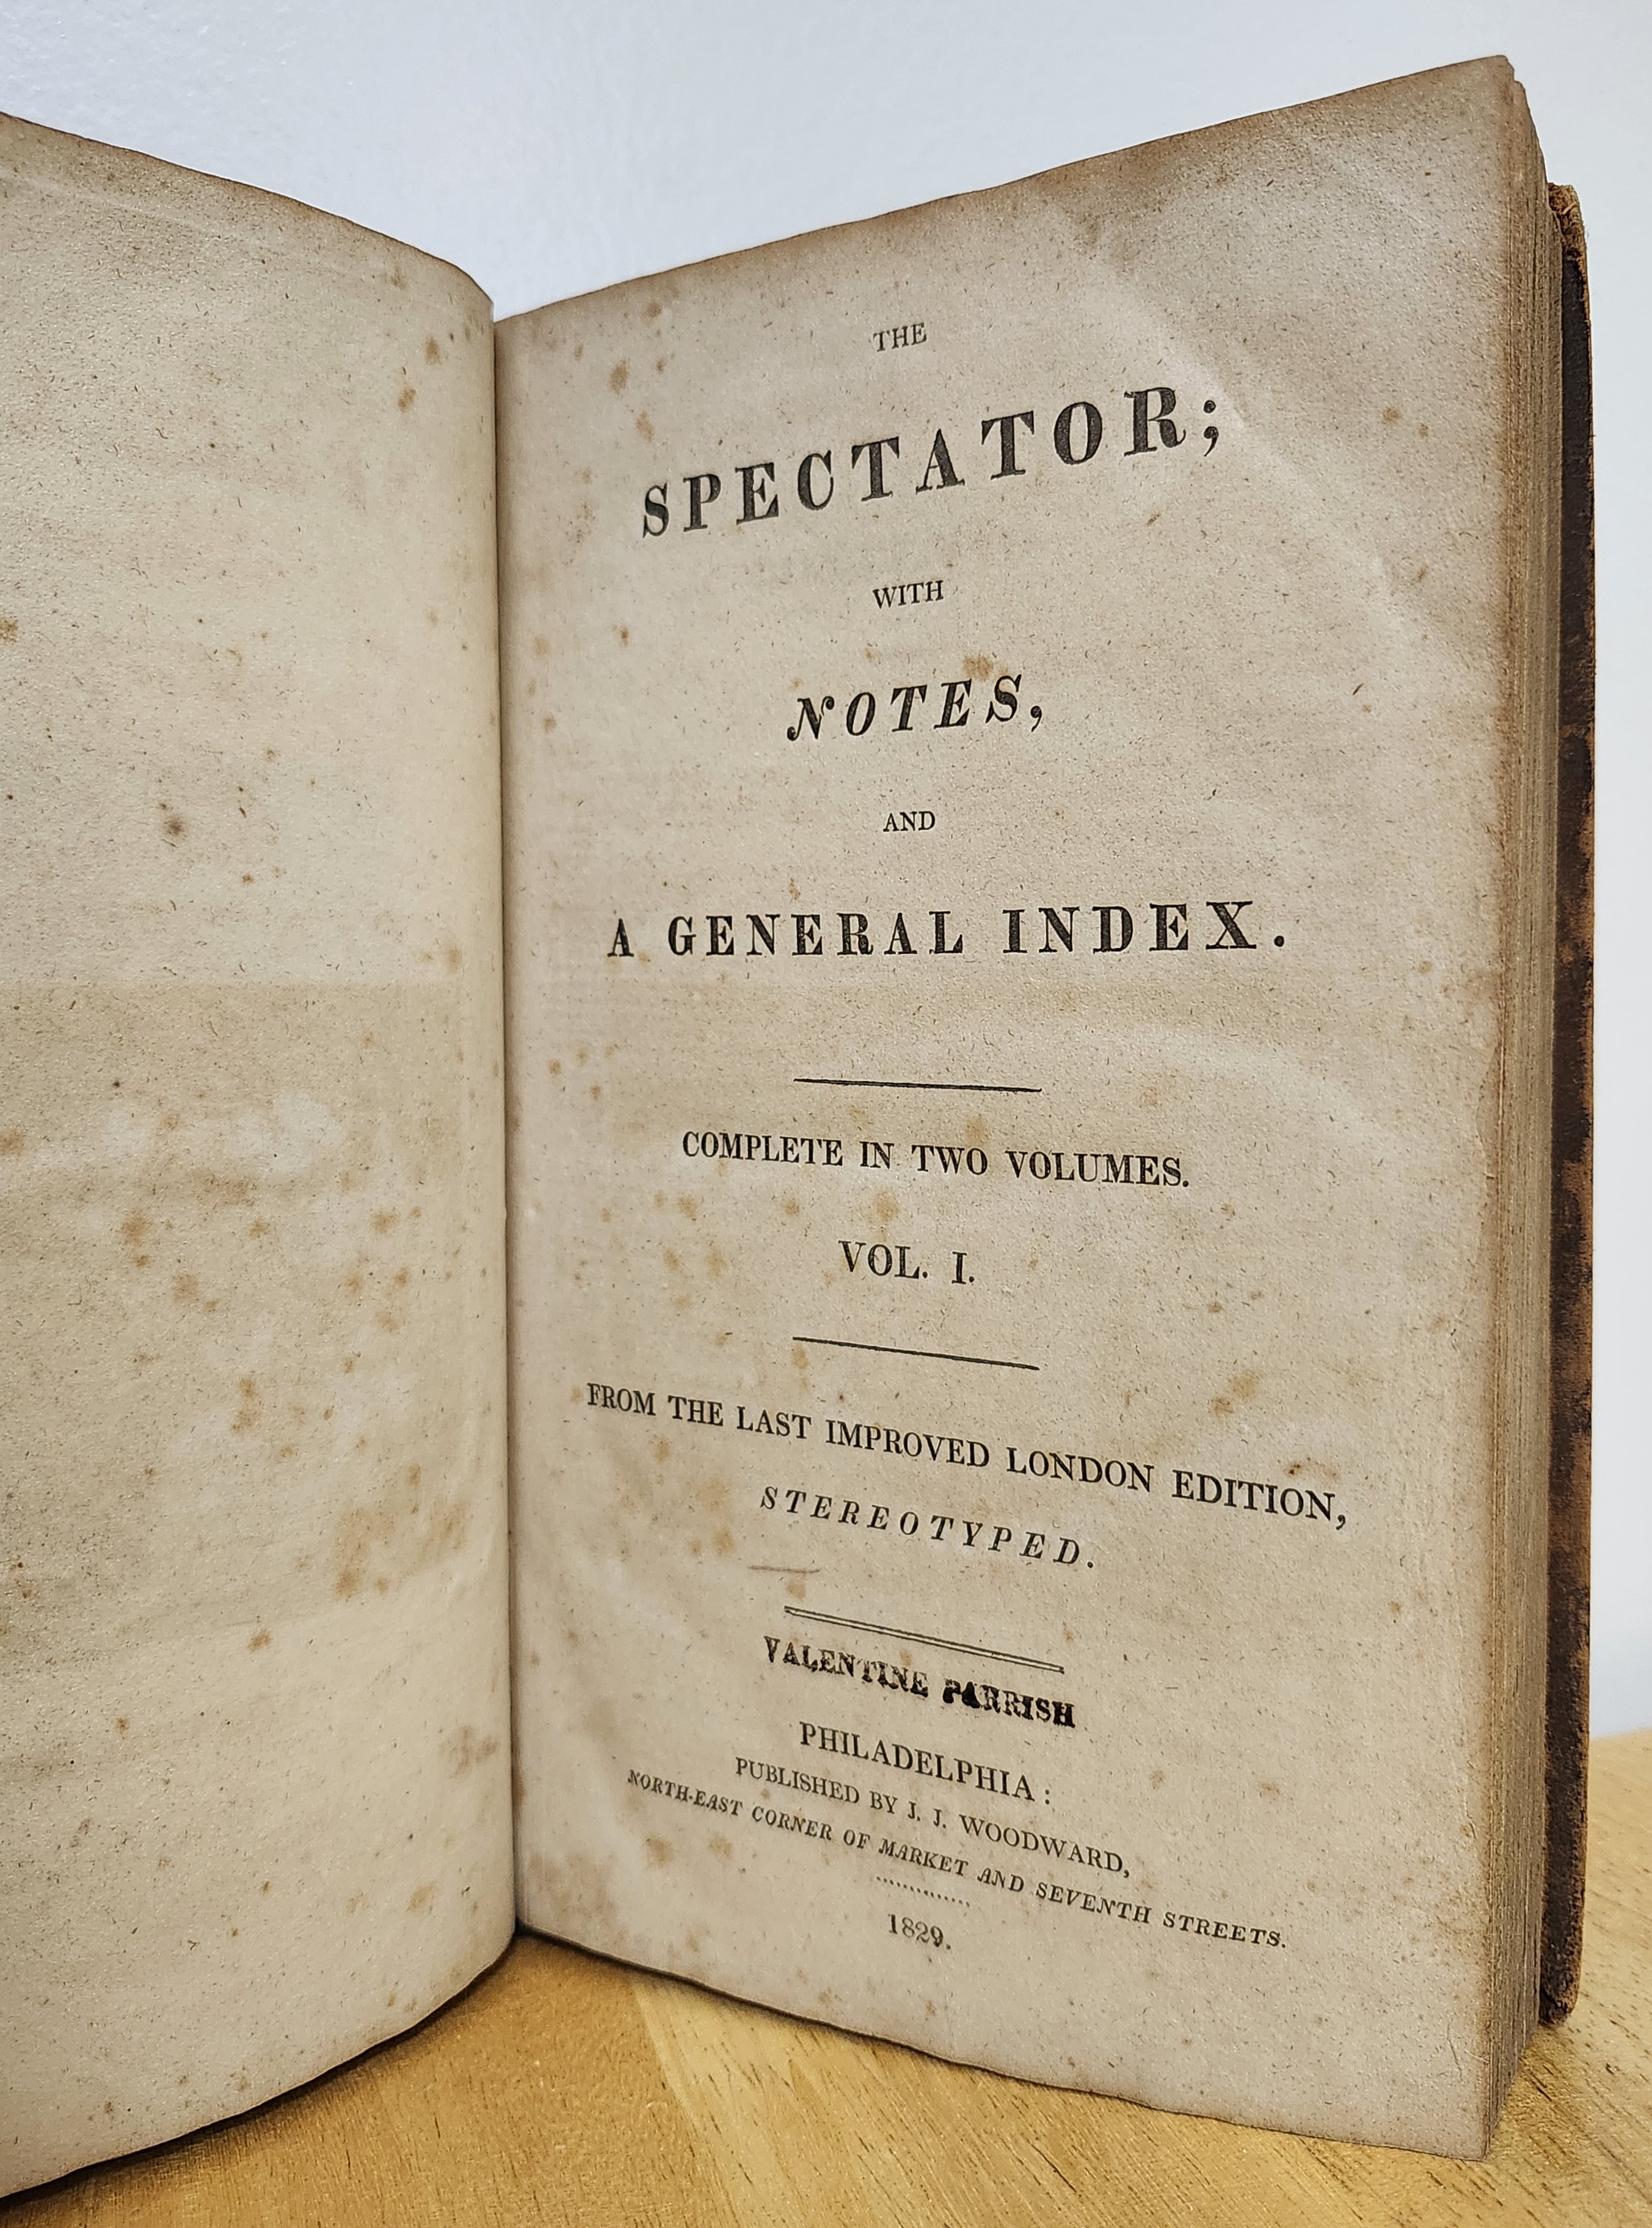 THE
SPECTATOR;
WITH
NOTES,
AND
A GENERAL INDEX.
COMPLETE IN TWO VOLUMES.
VOL. I.
FROM THE LAST IMPROVED LONDON EDITION,
STEREOTYPED.
VALENTINE PARRISH
PHILADELPHIA:
PUBLISHED BY J. J. WOODWARD,
NORTH-EAST CORNER OF MARKET AND SEVENTH STREETS.
1829.